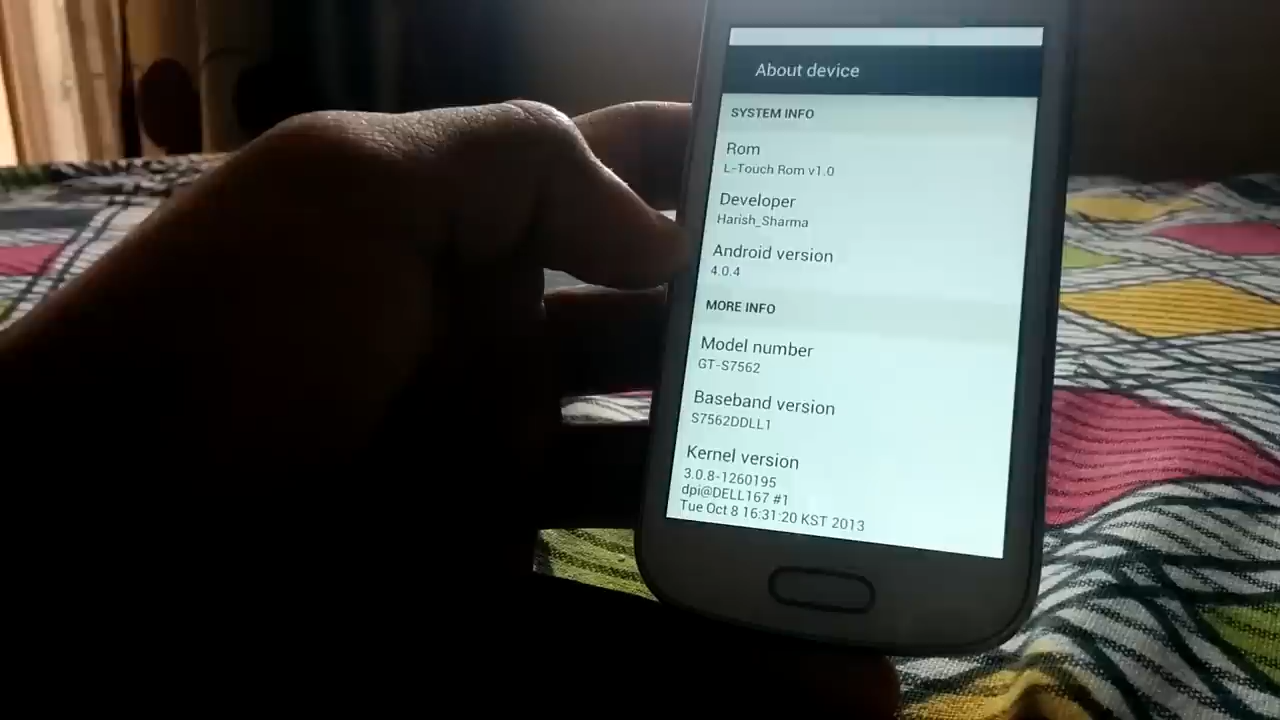 About device
SYSTEM INFO
Rom
L-Touch Rom v1.0
Developer
Harish_Sharma
Android version
4.0.4
MORE INFO
Model number
GT-S7562
Baseband version
S7562DDLL1
Kernel version
3.0.8-1260195
dpi@DELL167 #1
Tue Oct 8 16:31:20 KST 2013